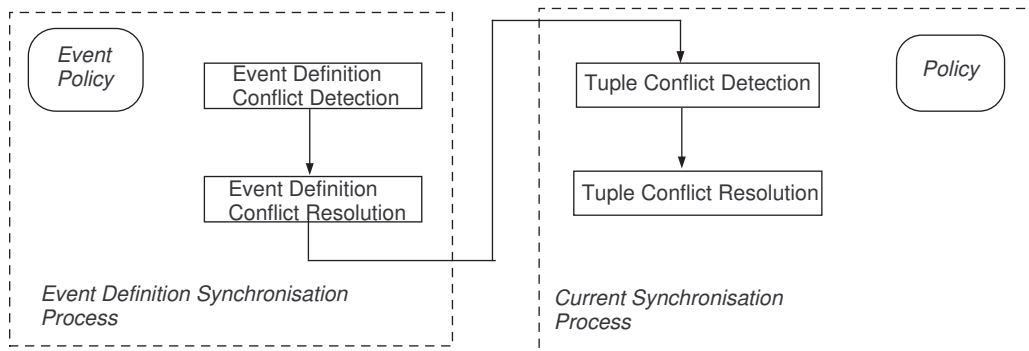 Event
Policy
Event Definition
Conflict Detection
Event Definition
Conflict Resolution
Event Definition Synchronisation
Process
Tuple Conflict Detection
Policy
Tuple Conflict Resolution
Current Synchronisation
Process